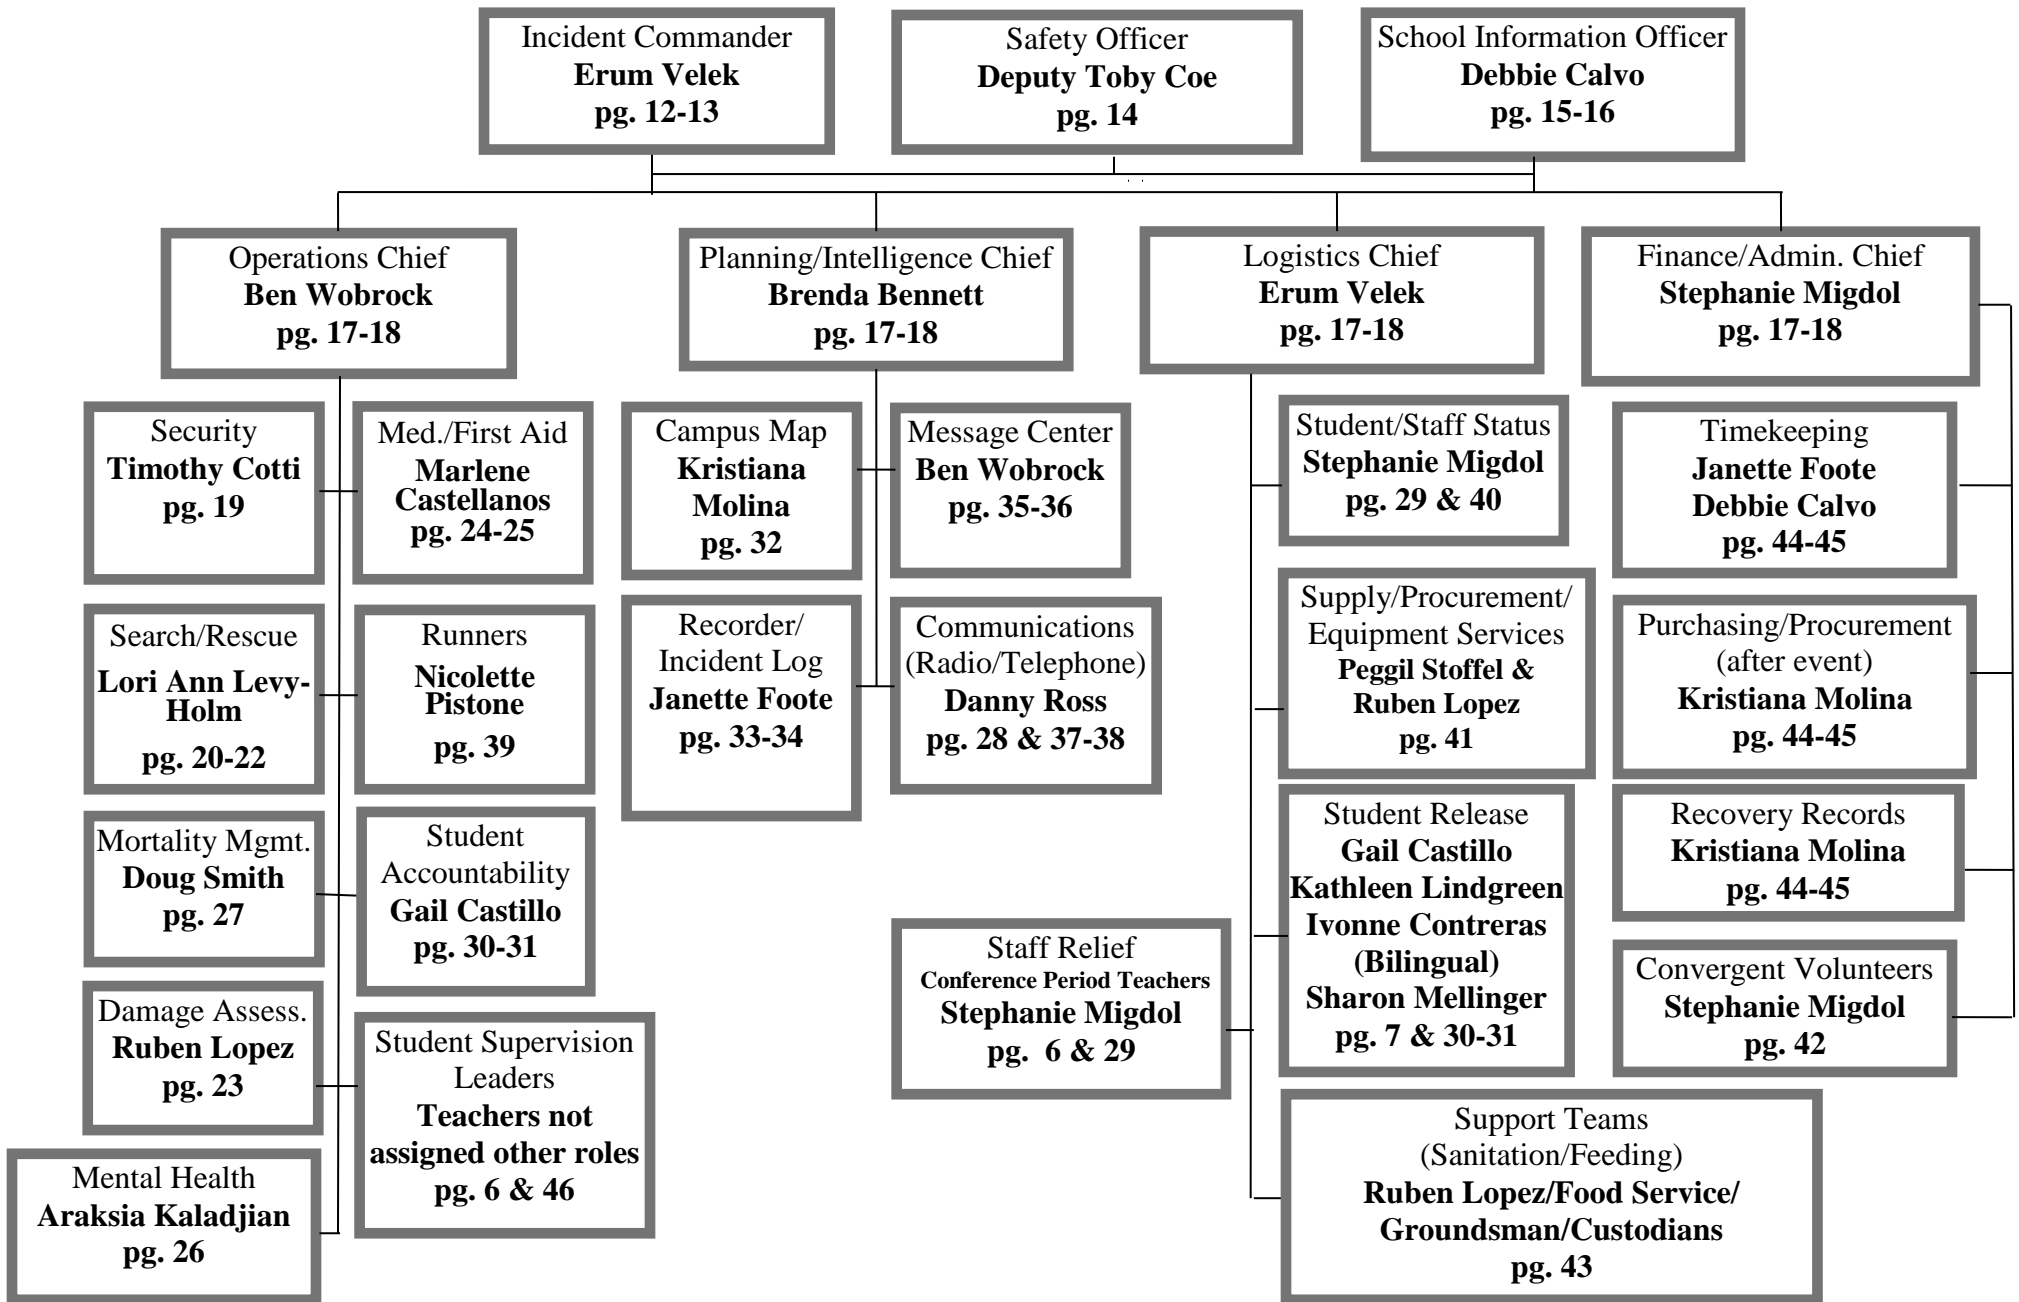 Incident Commander
Erum Velek
pg. 12-13
Safety Officer
Deputy Toby Coe
pg. 14
School Information Officer
Debbie Calvo
pg. 15-16
Operations Chief
Ben Wobrock
pg. 17-18
Planning/Intelligence Chief
Brenda Bennett
pg. 17-18
Logistics Chief
Erum Velek
pg. 17-18
Finance/Admin. Chief
Stephanie Migdol
pg. 17-18
Security
Timothy Cotti
pg. 19
Med./First Aid
Marlene
Castellanos
pg. 24-25
Campus Map
Kristiana
Molina
pg. 32
Message Center
Ben Wobrock
pg. 35-36
Student/Staff Status
Stephanie Migdol
pg. 29 & 40
Timekeeping
Janette Foote
Debbie Calvo
pg. 44-45
Search/Rescue
Lori Ann Levy-
Holm
pg. 20-22
Runners
Nicolette
Pistone
pg. 39
Recorder/
Incident Log
Janette Foote
pg. 33-34
Communications
(Radio/Telephone)
Danny Ross
pg. 28 & 37-38
Supply/Procurement/
Equipment Services
Peggil Stoffel &
Ruben Lopez
pg. 41
Purchasing/Procurement
(after event)
Kristiana Molina
pg. 44-45
Mortality Mgmt.
Doug Smith
pg. 27
Student
Accountability
Gail Castillo
pg. 30-31
Student Release
Gail Castillo
Kathleen Lindgreen
Ivonne Contreras
(Bilingual)
Sharon Mellinger
pg. 7 & 30-31
Recovery Records
Kristiana Molina
pg. 44-45
Staff Relief
Conference Period Teachers
Stephanie Migdol
pg. 6 & 29
Convergent Volunteers
Stephanie Migdol
pg. 42
Damage Assess.
Ruben Lopez
pg. 23
Student Supervision
Leaders
Teachers not
assigned other roles
pg. 6 & 46
Mental Health
Araksia Kaladjian
pg. 26
Support Teams
(Sanitation/Feeding)
Ruben Lopez/Food Service/
Groundsman/Custodians
pg. 43